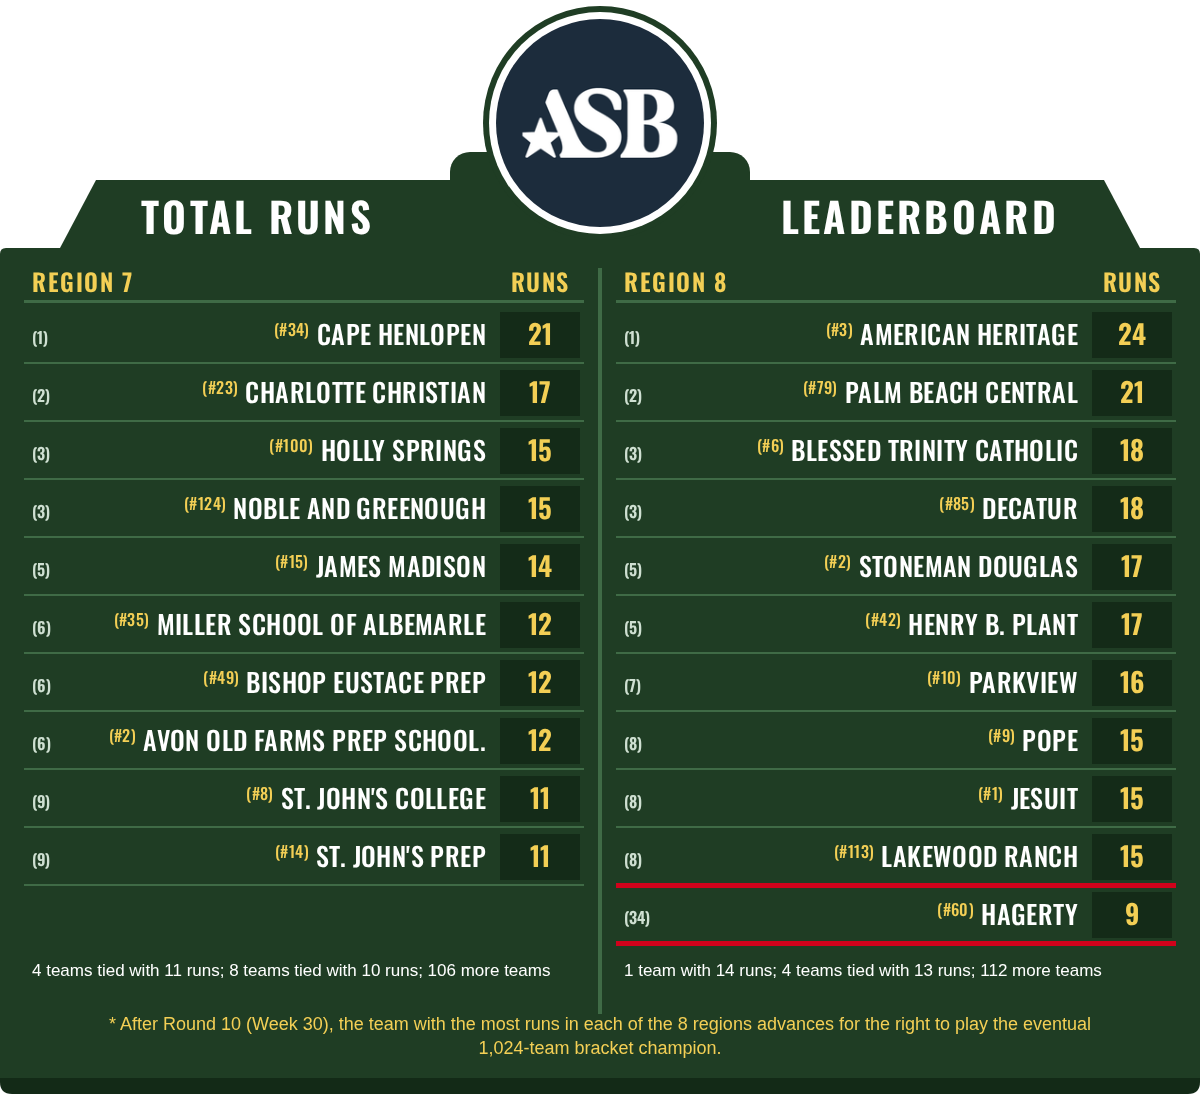 ASB
TOTAL RUNS
LEADERBOARD
REGION 7 RUNS
(1) (#34) CAPE HENLOPEN 21
(2) (#23) CHARLOTTE CHRISTIAN 17
(3) (#100) HOLLY SPRINGS 15
(3) (#124) NOBLE AND GREENOUGH 15
(5) (#15) JAMES MADISON 14
(6) (#35) MILLER SCHOOL OF ALBEMARLE 12
(6) (#49) BISHOP EUSTACE PREP 12
(6) (#2) AVON OLD FARMS PREP SCHOOL. 12
(9) (#8) ST. JOHN'S COLLEGE 11
(9) (#14) ST. JOHN'S PREP 11
4 teams tied with 11 runs; 8 teams tied with 10 runs; 106 more teams
REGION 8 RUNS
(1) (#3) AMERICAN HERITAGE 24
(2) (#79) PALM BEACH CENTRAL 21
(3) (#6) BLESSED TRINITY CATHOLIC 18
(3) (#85) DECATUR 18
(5) (#2) STONEMAN DOUGLAS 17
(5) (#42) HENRY B. PLANT 17
(7) (#10) PARKVIEW 16
(8) (#9) POPE 15
(8) (#1) JESUIT 15
(8) (#113) LAKEWOOD RANCH 15
(34) (#60) HAGERTY 9
1 team with 14 runs; 4 teams tied with 13 runs; 112 more teams
* After Round 10 (Week 30), the team with the most runs in each of the 8 regions advances for the right to play the eventual
1,024-team bracket champion.